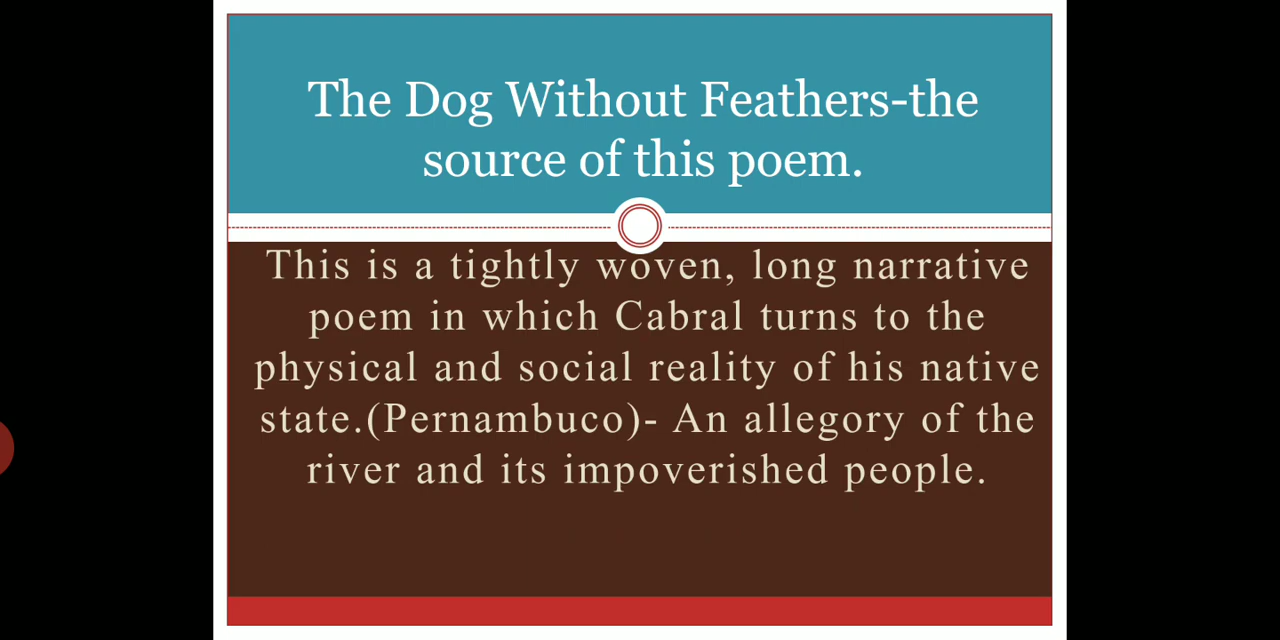 The Dog Without Feathers-the
source of this poem.
This is a tightly woven, long narrative
poem in which Cabral turns to the
physical and social reality of his native
state.(Pernambuco)- An allegory of the
river and its impoverished people.